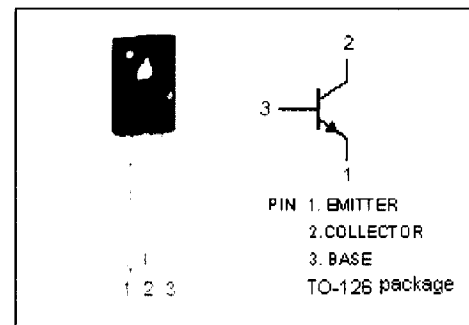 2
3
1
PIN 1. EMITTER
2.COLLECTOR
3. BASE
TO-126 package
1 2 3